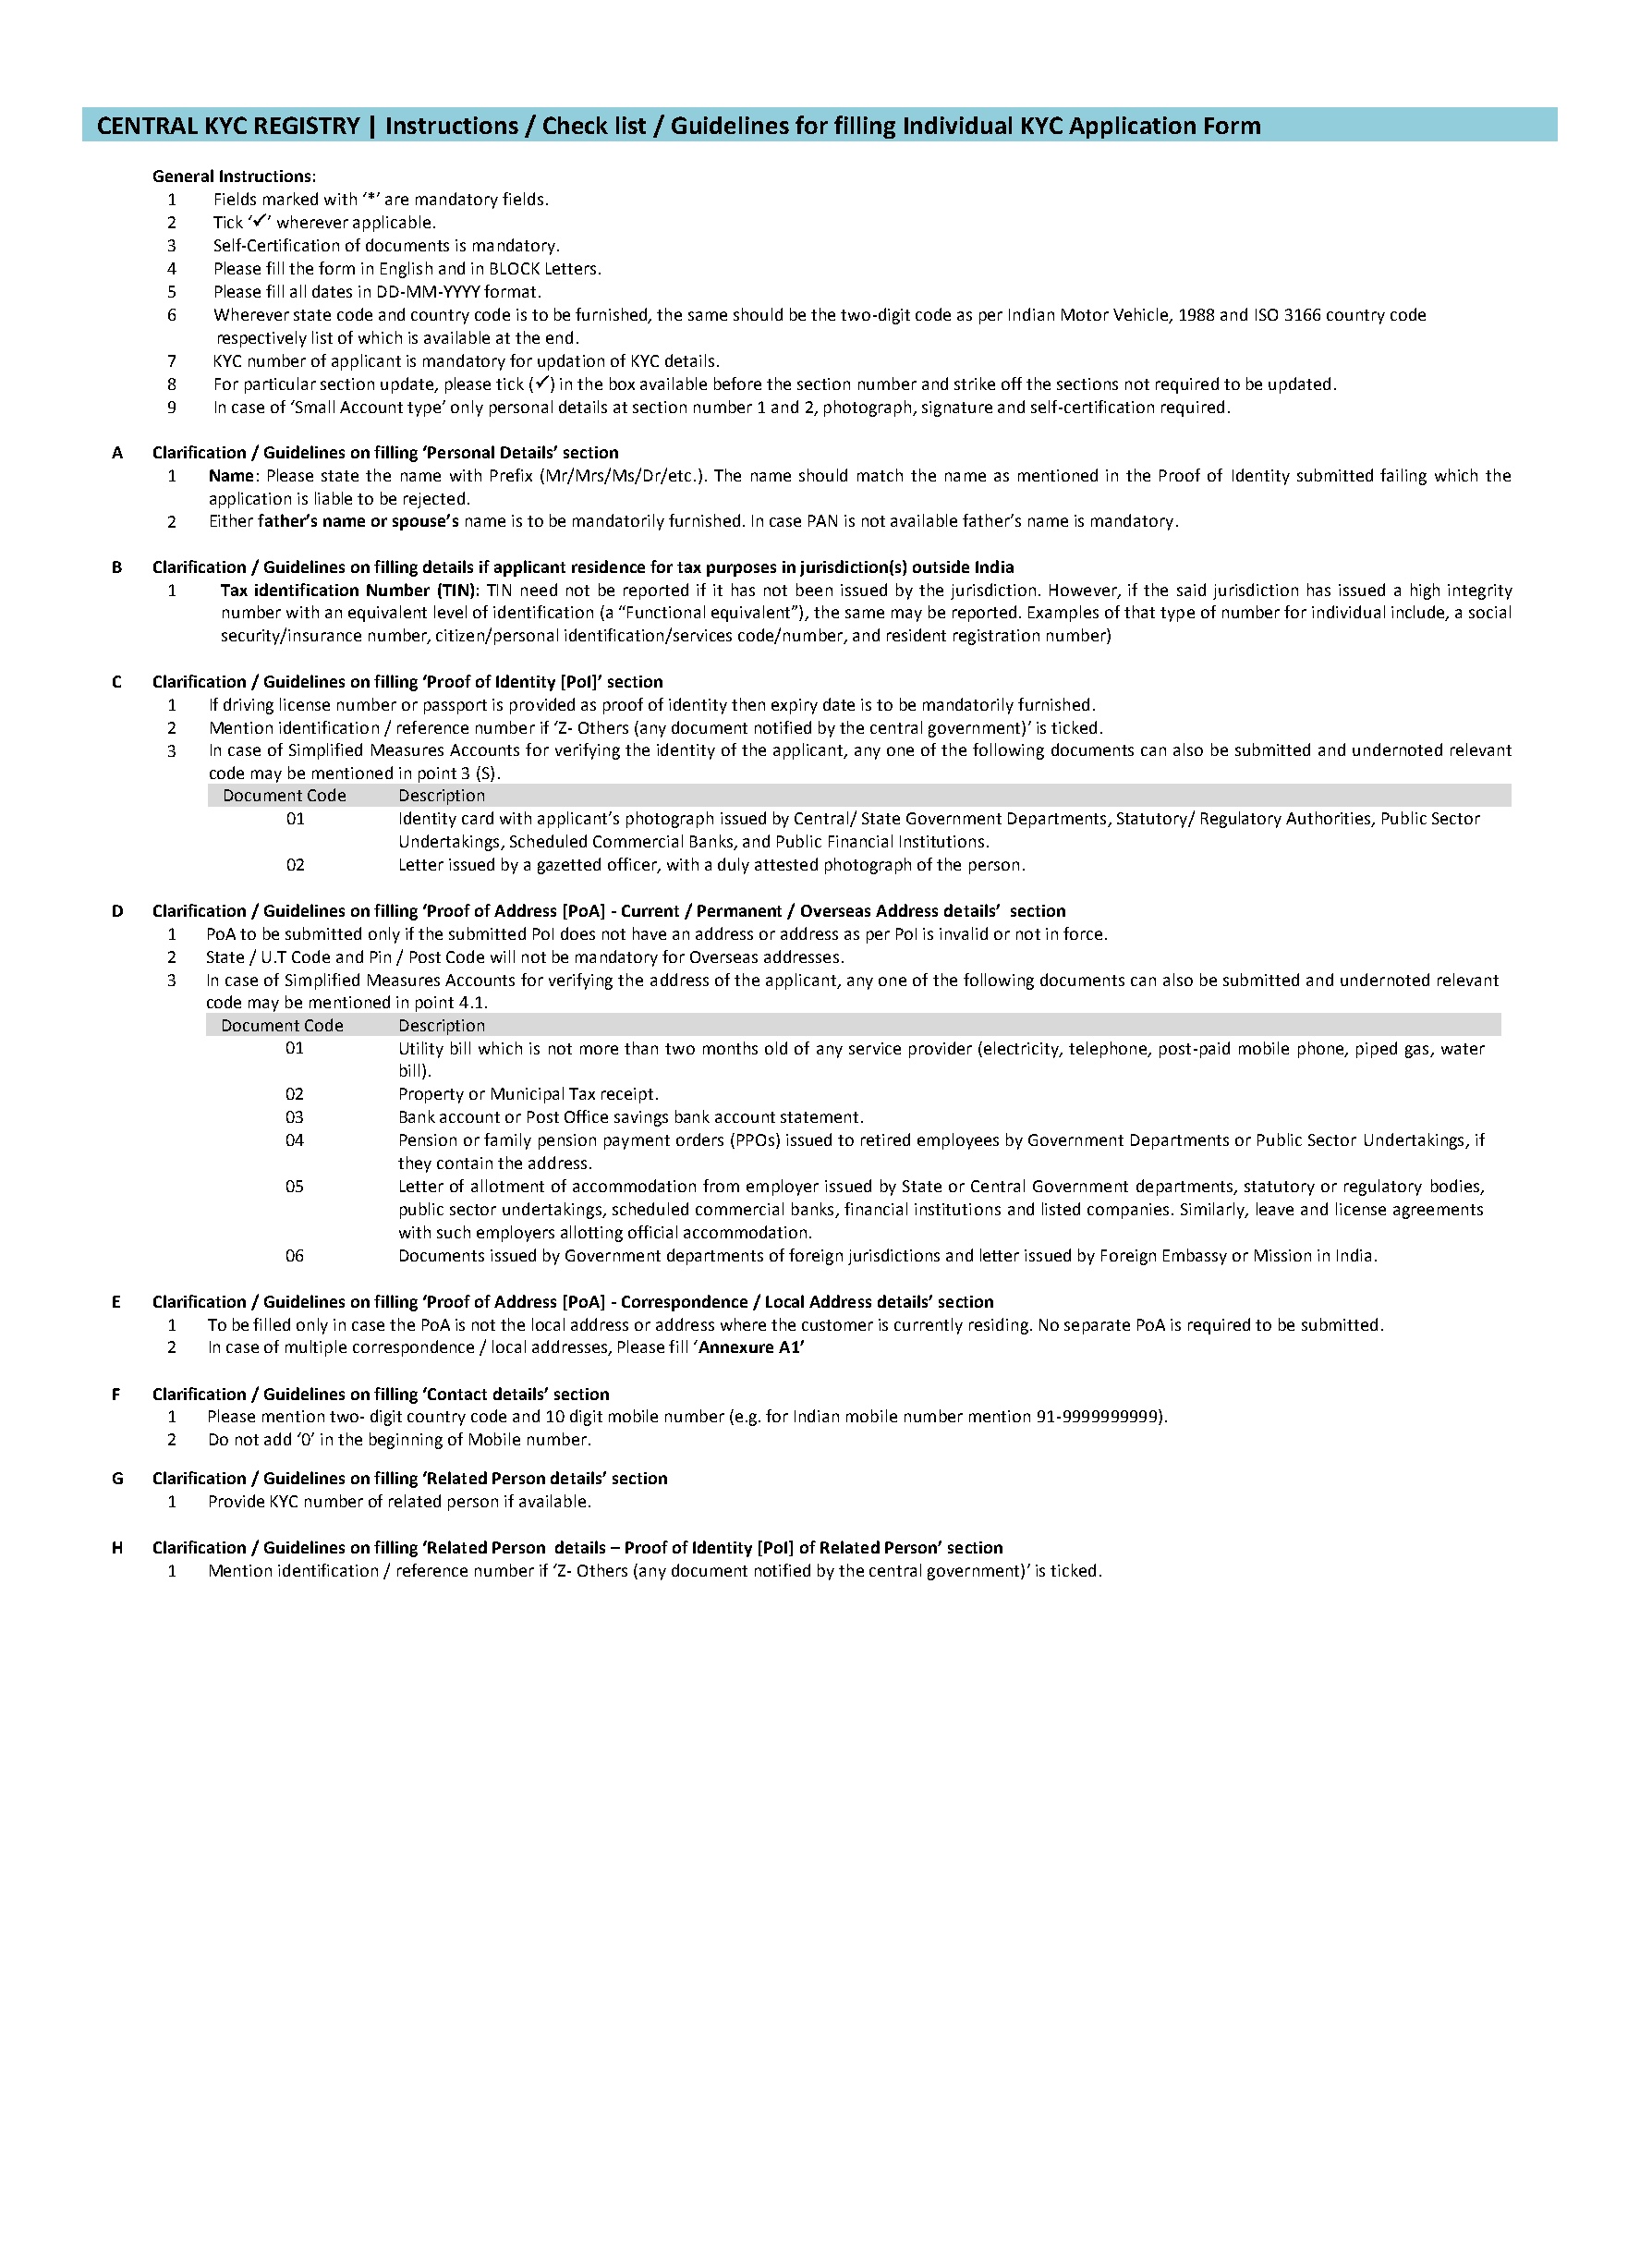 CENTRAL KYC REGISTRY | Instructions / Check list / Guidelines for filling Individual KYC Application Form
General Instructions:
1 Fields marked with ‘*’ are mandatory fields.
2 Tick ‘✓’ wherever applicable.
3 Self-Certification of documents is mandatory.
4 Please fill the form in English and in BLOCK Letters.
5 Please fill all dates in DD-MM-YYYY format.
6 Wherever state code and country code is to be furnished, the same should be the two-digit code as per Indian Motor Vehicle, 1988 and ISO 3166 country code
respectively list of which is available at the end.
7 KYC number of applicant is mandatory for updation of KYC details.
8 For particular section update, please tick (✓) in the box available before the section number and strike off the sections not required to be updated.
9 In case of ‘Small Account type’ only personal details at section number 1 and 2, photograph, signature and self-certification required.
A Clarification / Guidelines on filling ‘Personal Details’ section
1 Name: Please state the name with Prefix (Mr/Mrs/Ms/Dr/etc.). The name should match the name as mentioned in the Proof of Identity submitted failing which the
application is liable to be rejected.
2 Either father’s name or spouse’s name is to be mandatorily furnished. In case PAN is not available father’s name is mandatory.
B Clarification / Guidelines on filling details if applicant residence for tax purposes in jurisdiction(s) outside India
1 Tax identification Number (TIN): TIN need not be reported if it has not been issued by the jurisdiction. However, if the said jurisdiction has issued a high integrity
number with an equivalent level of identification (a “Functional equivalent”), the same may be reported. Examples of that type of number for individual include, a social
security/insurance number, citizen/personal identification/services code/number, and resident registration number)
C Clarification / Guidelines on filling ‘Proof of Identity [PoI]’ section
1 If driving license number or passport is provided as proof of identity then expiry date is to be mandatorily furnished.
2 Mention identification / reference number if ‘Z- Others (any document notified by the central government)’ is ticked.
3 In case of Simplified Measures Accounts for verifying the identity of the applicant, any one of the following documents can also be submitted and undernoted relevant
code may be mentioned in point 3 (S).
Document Code Description
01 Identity card with applicant’s photograph issued by Central/ State Government Departments, Statutory/ Regulatory Authorities, Public Sector
Undertakings, Scheduled Commercial Banks, and Public Financial Institutions.
02 Letter issued by a gazetted officer, with a duly attested photograph of the person.
D Clarification / Guidelines on filling ‘Proof of Address [PoA] - Current / Permanent / Overseas Address details’ section
1 PoA to be submitted only if the submitted PoI does not have an address or address as per PoI is invalid or not in force.
2 State / U.T Code and Pin / Post Code will not be mandatory for Overseas addresses.
3 In case of Simplified Measures Accounts for verifying the address of the applicant, any one of the following documents can also be submitted and undernoted relevant
code may be mentioned in point 4.1.
Document Code Description
01 Utility bill which is not more than two months old of any service provider (electricity, telephone, post-paid mobile phone, piped gas, water
bill).
02 Property or Municipal Tax receipt.
03 Bank account or Post Office savings bank account statement.
04 Pension or family pension payment orders (PPOs) issued to retired employees by Government Departments or Public Sector Undertakings, if
they contain the address.
05 Letter of allotment of accommodation from employer issued by State or Central Government departments, statutory or regulatory bodies,
public sector undertakings, scheduled commercial banks, financial institutions and listed companies. Similarly, leave and license agreements
with such employers allotting official accommodation.
06 Documents issued by Government departments of foreign jurisdictions and letter issued by Foreign Embassy or Mission in India.
E Clarification / Guidelines on filling ‘Proof of Address [PoA] - Correspondence / Local Address details’ section
1 To be filled only in case the PoA is not the local address or address where the customer is currently residing. No separate PoA is required to be submitted.
2 In case of multiple correspondence / local addresses, Please fill ‘Annexure A1’
F Clarification / Guidelines on filling ‘Contact details’ section
1 Please mention two- digit country code and 10 digit mobile number (e.g. for Indian mobile number mention 91-9999999999).
2 Do not add ‘0’ in the beginning of Mobile number.
G Clarification / Guidelines on filling ‘Related Person details’ section
1 Provide KYC number of related person if available.
H Clarification / Guidelines on filling ‘Related Person details – Proof of Identity [PoI] of Related Person’ section
1 Mention identification / reference number if ‘Z- Others (any document notified by the central government)’ is ticked.